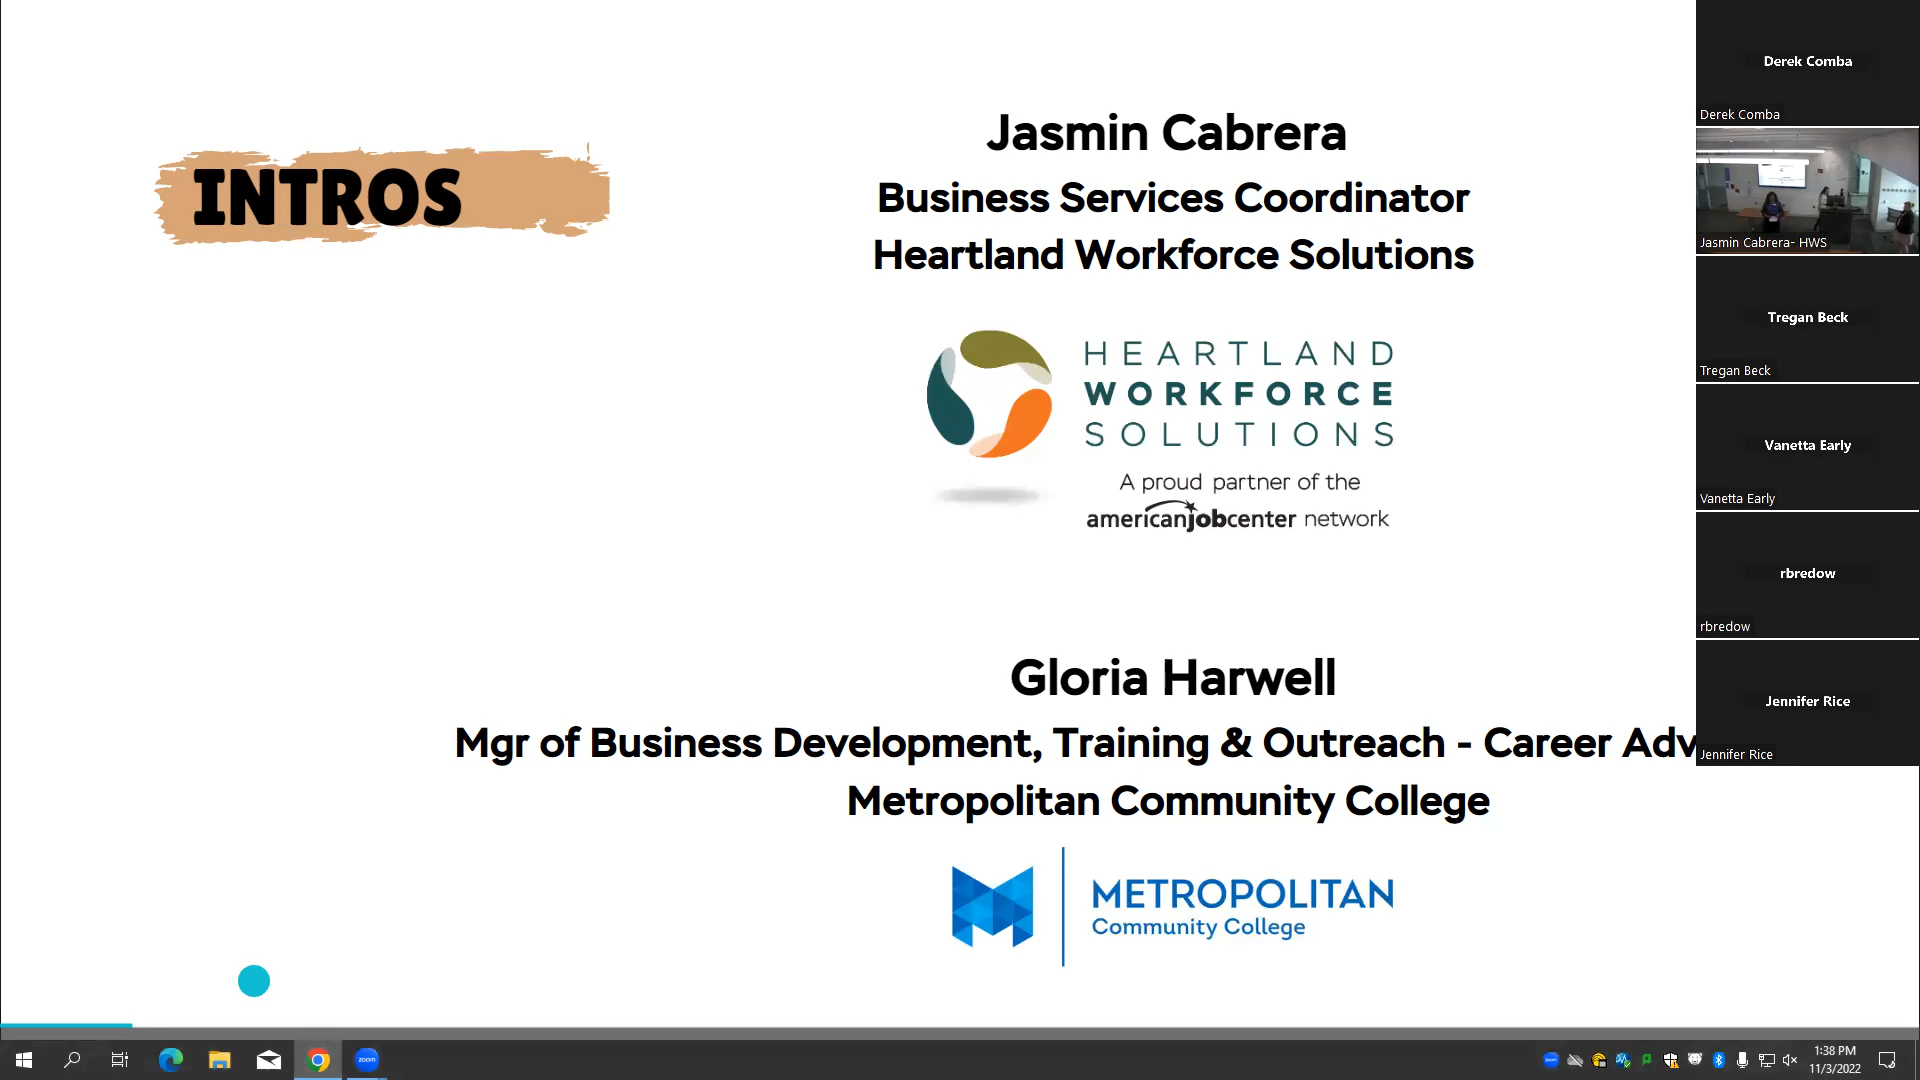 INTROS
Jasmin Cabrera
Business Services Coordinator
Heartland Workforce Solutions
HEARTLAND
WORKFORCE
SOLUTIONS
A proud partner of the
americanjobcenter network
Gloria Harwell
Mgr of Business Development, Training & Outreach - Career Adv
Metropolitan Community College
METROPOLITAN
Community College
Derek Comba
Derek Comba
Jasmin Cabrera- HWS
Tregan Beck
Tregan Beck
Vanetta Early
Vanetta Early
rbredow
rbredow
Jennifer Rice
Jennifer Rice
zoom
1:38 PM
11/3/2022